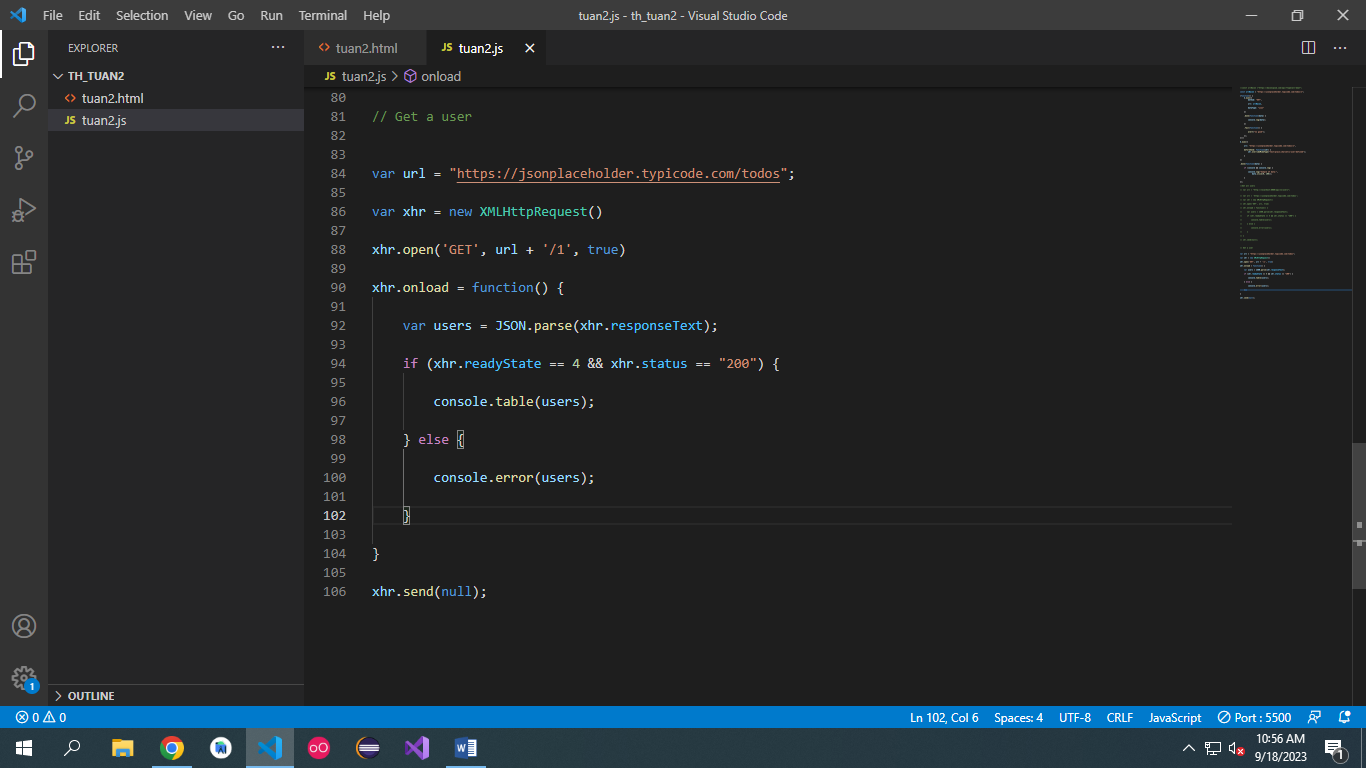 File Edit Selection View Go Run Terminal Help
tuan2.js - th_tuan2 - Visual Studio Code
EXPLORER
TH_TUAN2
tuan2.html
JS tuan2.js
OUTLINE
tuan2.html
JS tuan2.js
JS tuan2.js > onload
80
81 // Get a user
82
83
84 var url = "https://jsonplaceholder.typicode.com/todos";
85
86 var xhr = new XMLHttpRequest()
87
88 xhr.open('GET', url + '/1', true)
89
90 xhr.onload = function() {
91
92 var users = JSON.parse(xhr.responseText);
93
94 if (xhr.readyState == 4 && xhr.status == "200") {
95
96 console.table(users);
97
98 } else {
99
100 console.error(users);
101
102 }
103
104 }
105
106 xhr.send(null);
1
0 0
Ln 102, Col 6 Spaces: 4 UTF-8 CRLF JavaScript Port : 5500
10:56 AM
9/18/2023
1